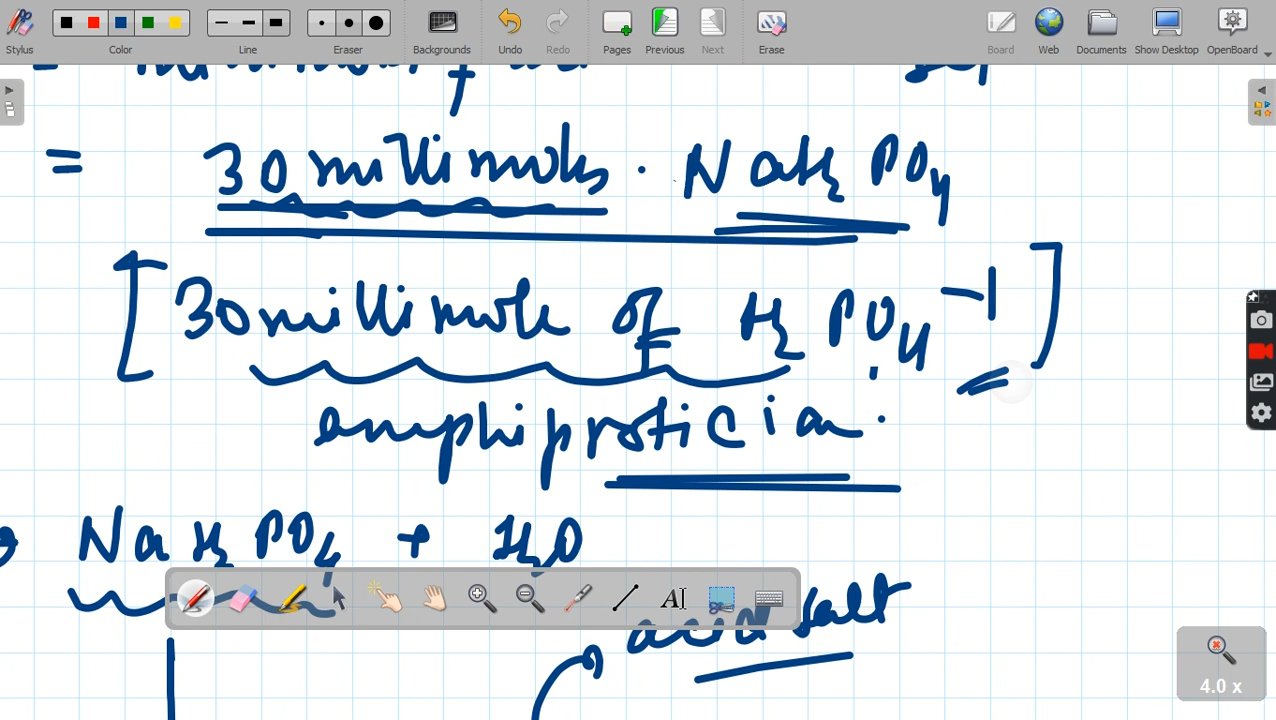 Stylus Color Line Eraser Backgrounds Undo Redo Pages Previous Next Erase Board Web Documents Show Desktop OpenBoard
= 30 millimoles . NaH2PO4
[ 30 millimole of H2PO4 -1 ]
amphiprotic ion .
NaH2PO4 + H2O
acid salt
4.0 x